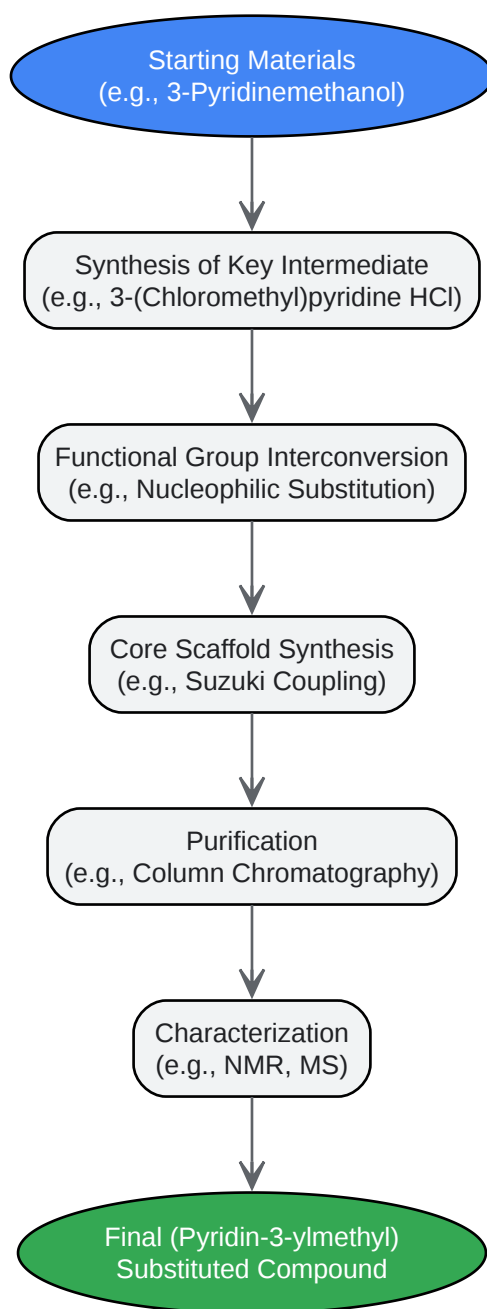 Starting Materials
(e.g., 3-Pyridinemethanol)
Synthesis of Key Intermediate
(e.g., 3-(Chloromethyl)pyridine HCl)
Functional Group Interconversion
(e.g., Nucleophilic Substitution)
Core Scaffold Synthesis
(e.g., Suzuki Coupling)
Purification
(e.g., Column Chromatography)
Characterization
(e.g., NMR, MS)
Final (Pyridin-3-ylmethyl)
Substituted Compound